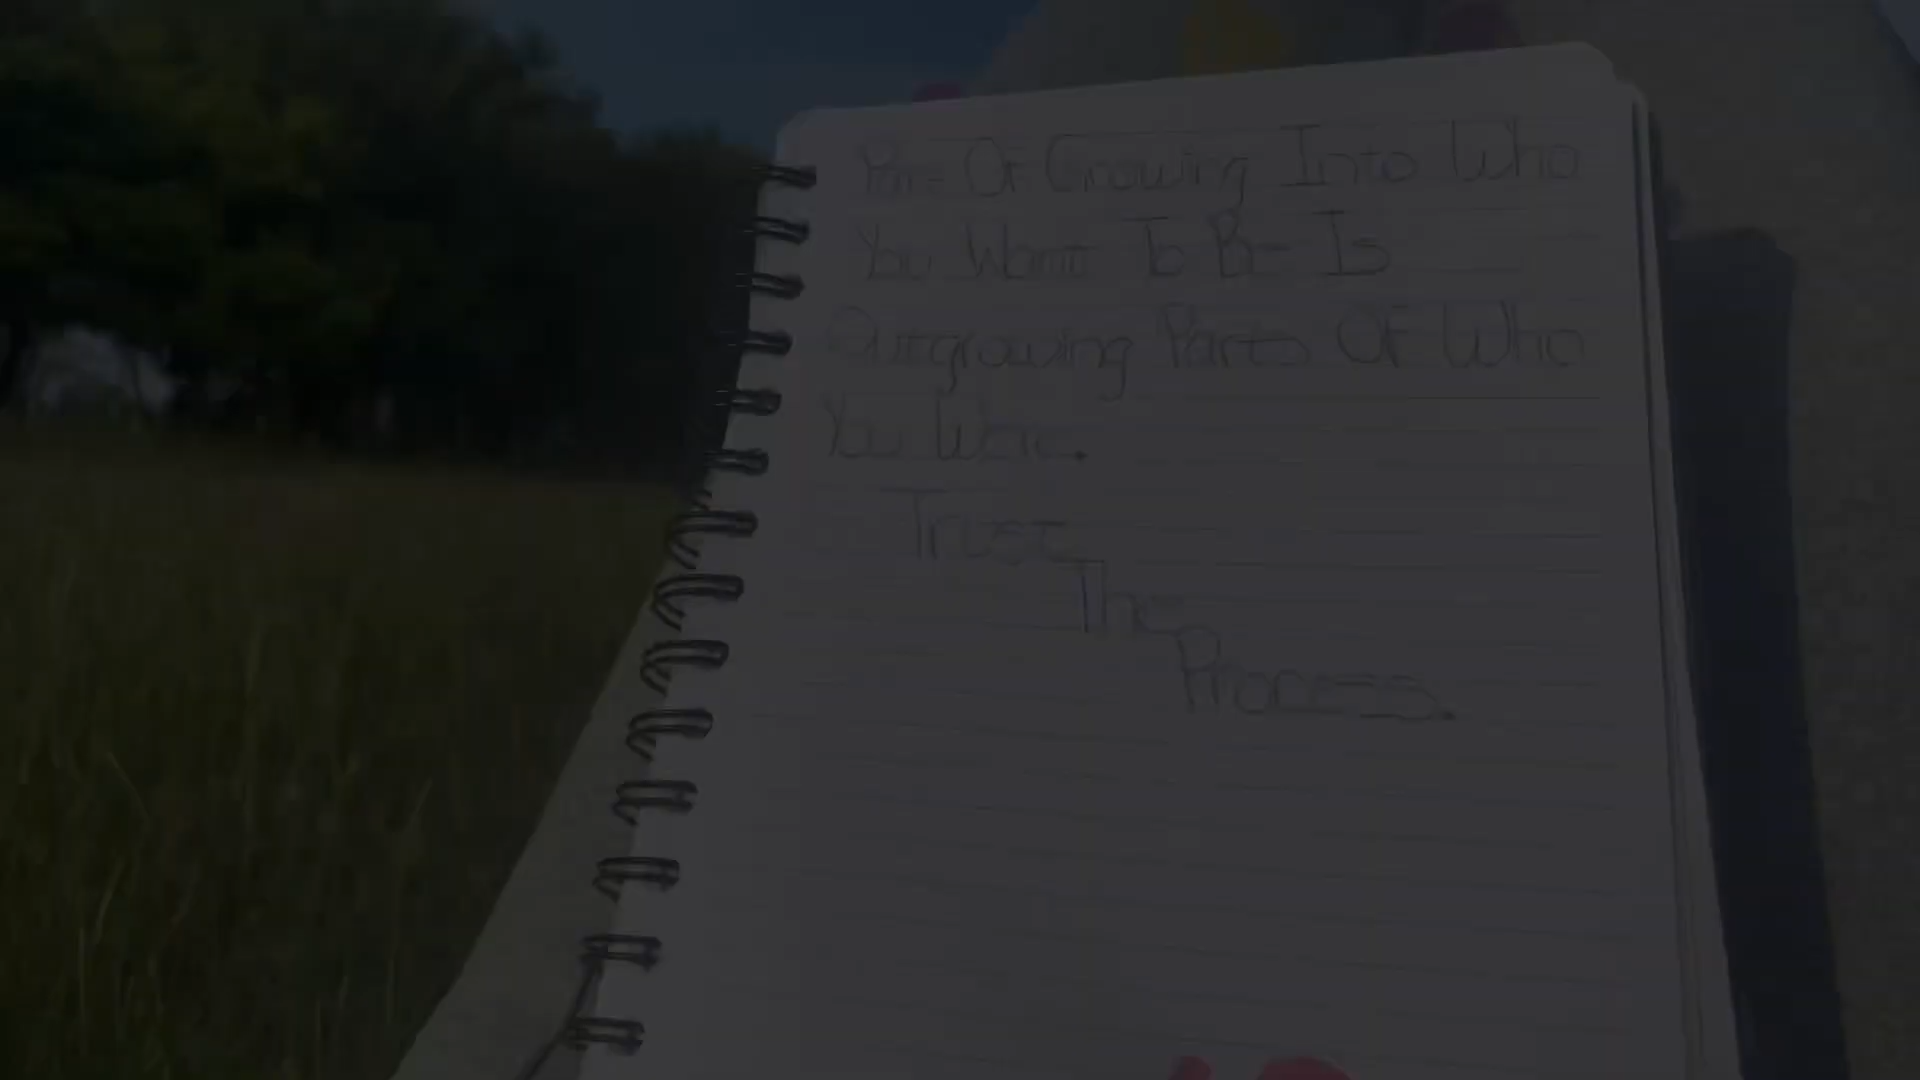 Part Of Growing Into Who
You Want To Be Is
Outgrowing Parts Of Who
You Were.
Trust
The
Process.